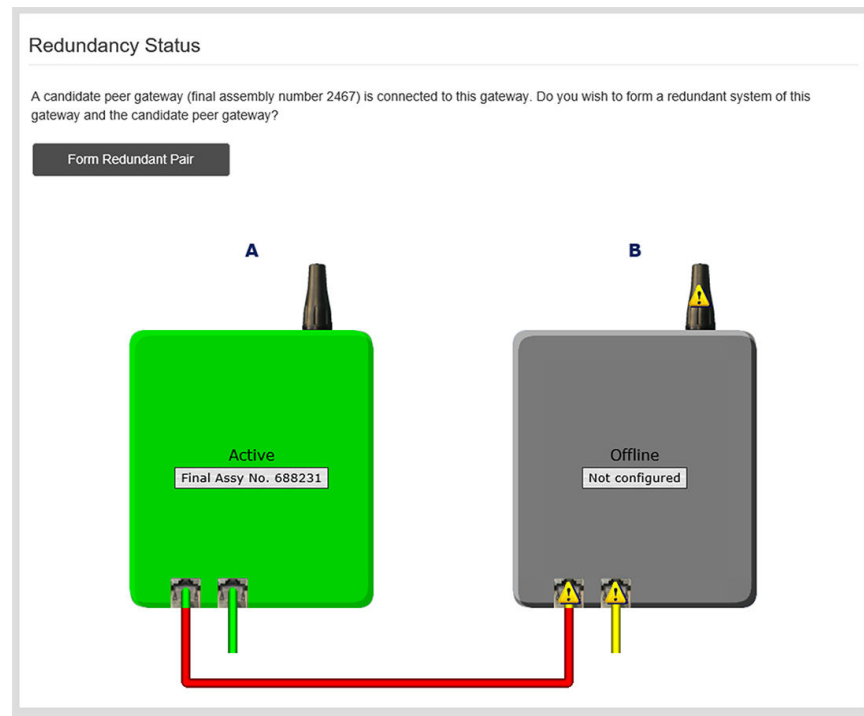 Redundancy Status
A candidate peer gateway (final assembly number 2467) is connected to this gateway. Do you wish to form a redundant system of this
gateway and the candidate peer gateway?
Form Redundant Pair
A
B
Active
Final Assy No. 688231
Offline
Not configured